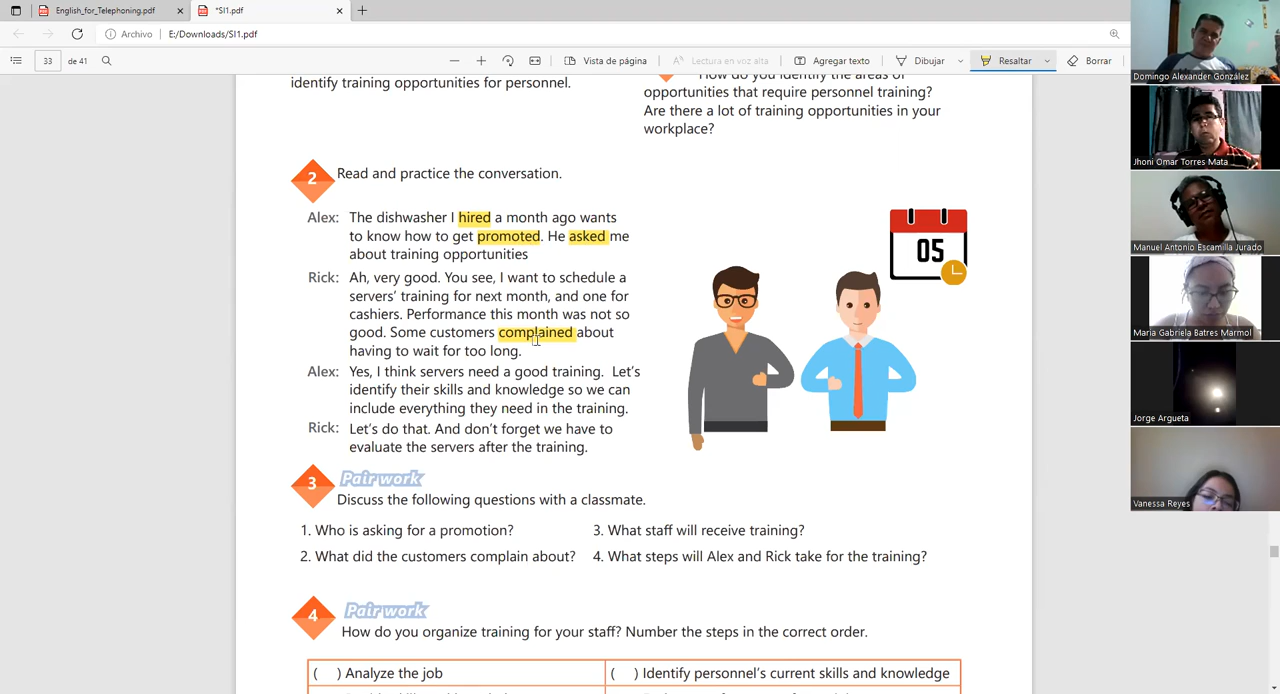 English_for_Telephoning.pdf
*SI1.pdf
Archivo
E:/Downloads/SI1.pdf
33
de 41
Vista de página
Lectura en voz alta
Agregar texto
Dibujar
Resaltar
Borrar
identify training opportunities for personnel.
How do you identify the areas of
opportunities that require personnel training?
Are there a lot of training opportunities in your
workplace?
2 Read and practice the conversation.
Alex: The dishwasher I hired a month ago wants
to know how to get promoted. He asked me
about training opportunities
Rick: Ah, very good. You see, I want to schedule a
servers' training for next month, and one for
cashiers. Performance this month was not so
good. Some customers complained about
having to wait for too long.
Alex: Yes, I think servers need a good training. Let's
identify their skills and knowledge so we can
include everything they need in the training.
Rick: Let's do that. And don't forget we have to
evaluate the servers after the training.
05
3 Pair work
Discuss the following questions with a classmate.
1. Who is asking for a promotion?
2. What did the customers complain about?
3. What staff will receive training?
4. What steps will Alex and Rick take for the training?
4 Pair work
How do you organize training for your staff? Number the steps in the correct order.
( ) Analyze the job
( ) Identify personnel's current skills and knowledge
Domingo Alexander González
Jhoni Omar Torres Mata
Manuel Antonio Escamilla Jurado
Maria Gabriela Batres Marmol
Jorge Argueta
Vanessa Reyes